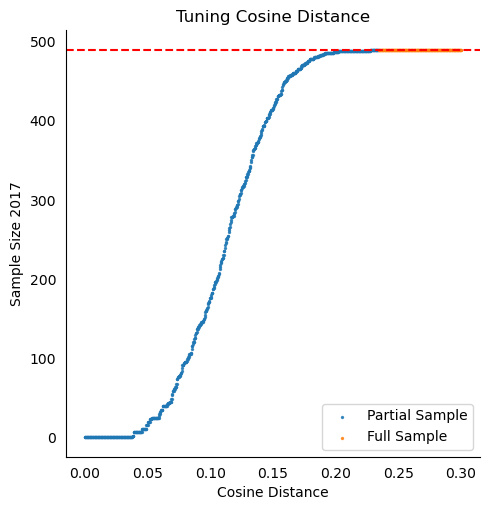 Tuning Cosine Distance
500
400
300
200
100
0
Sample Size 2017
0.00 0.05 0.10 0.15 0.20 0.25 0.30
Cosine Distance
Partial Sample
Full Sample